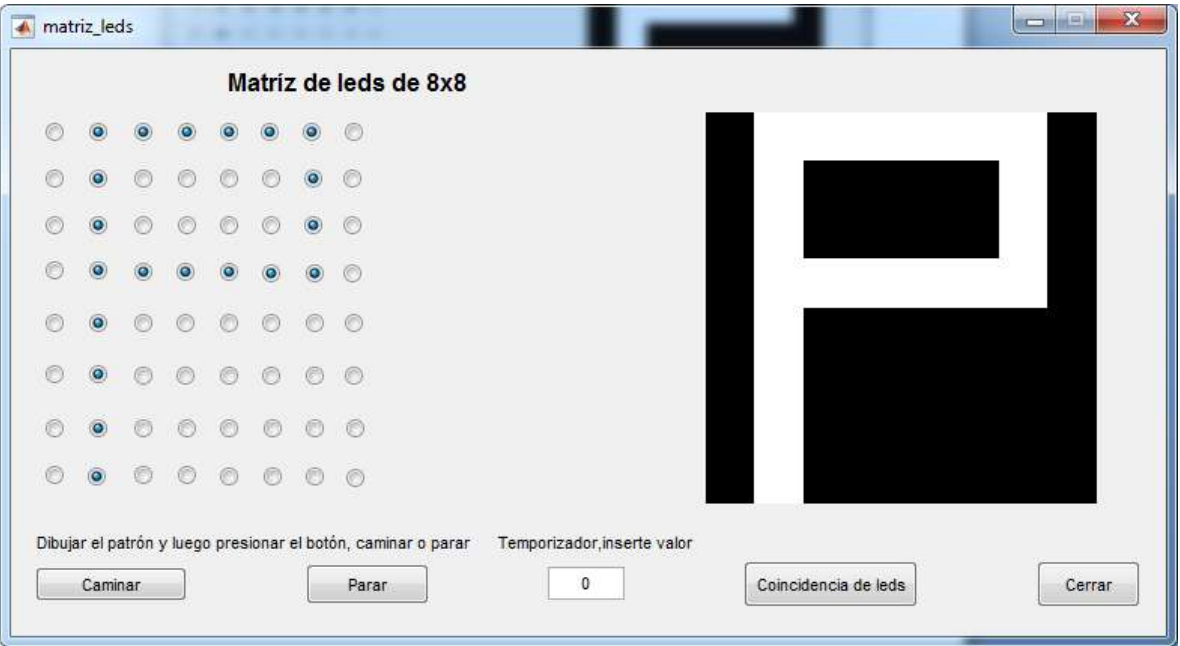 matriz_leds
Matríz de leds de 8x8
Dibujar el patrón y luego presionar el botón, caminar o parar
Temporizador,inserte valor
Caminar
Parar
0
Coincidencia de leds
Cerrar